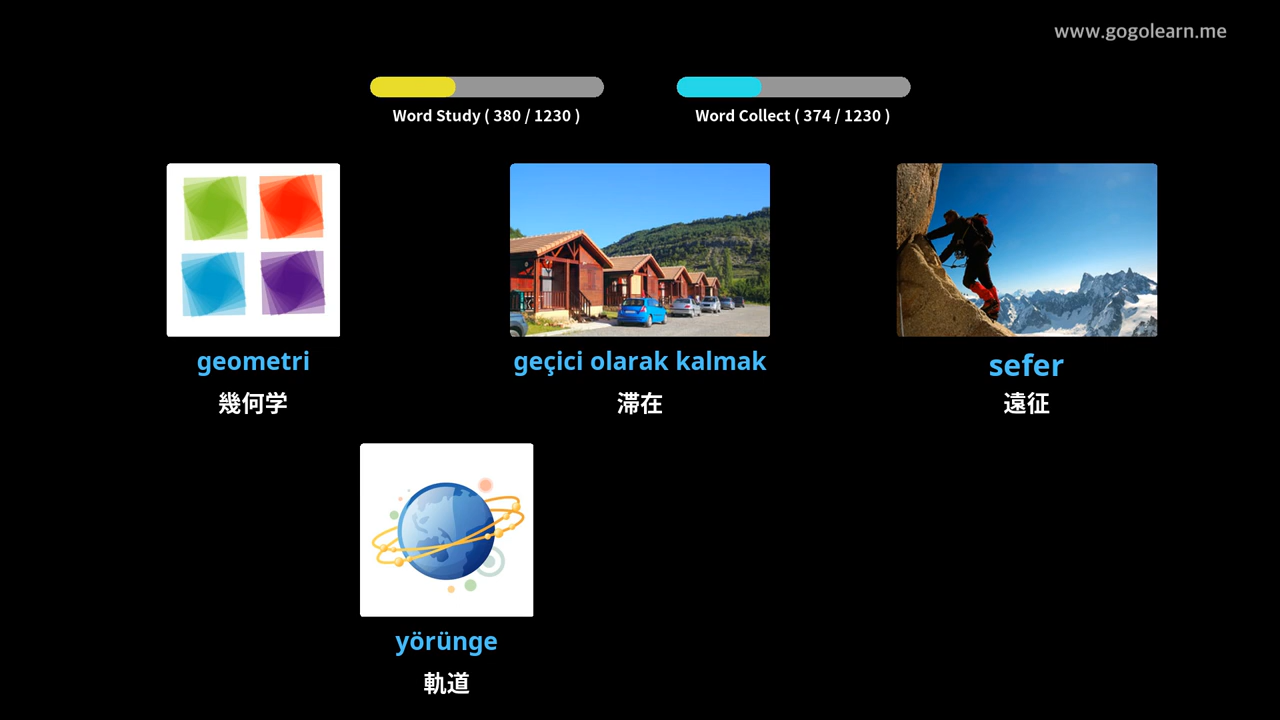 www.gogolearn.me
Word Study ( 380 / 1230 )
Word Collect ( 374 / 1230 )
geometri
幾何学
geçici olarak kalmak
滞在
sefer
遠征
yörünge
軌道